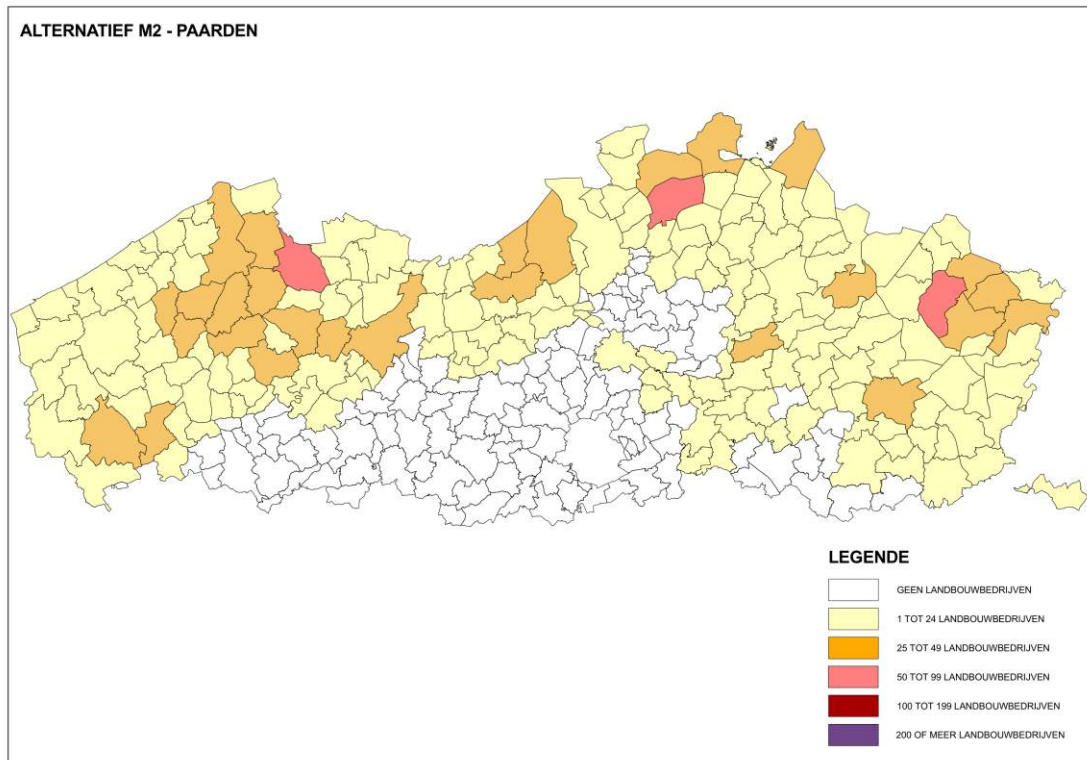 ALTERNATIEF M2 - PAARDEN
LEGENDE
GEEN LANDBOUWBEDRIJVEN
1 TOT 24 LANDBOUWBEDRIJVEN
25 TOT 49 LANDBOUWBEDRIJVEN
50 TOT 99 LANDBOUWBEDRIJVEN
100 TOT 199 LANDBOUWBEDRIJVEN
200 OF MEER LANDBOUWBEDRIJVEN